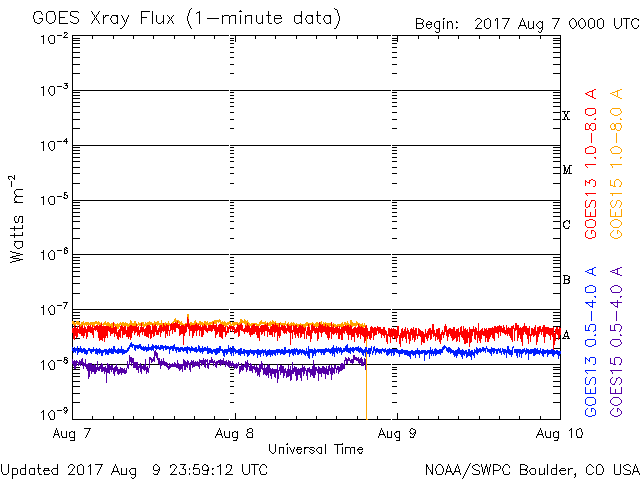 GOES Xray Flux (1-minute data)
Begin: 2017 Aug 7 0000 UTC
10⁻²
10⁻³
10⁻⁴
10⁻⁵
10⁻⁶
10⁻⁷
10⁻⁸
10⁻⁹
Watts m⁻²
X
M
C
B
A
GOES13 1.0-8.0 A
GOES15 1.0-8.0 A
GOES13 0.5-4.0 A
GOES15 0.5-4.0 A
Aug 7 Aug 8 Aug 9 Aug 10
Universal Time
Updated 2017 Aug 9 23:59:12 UTC
NOAA/SWPC Boulder, CO USA